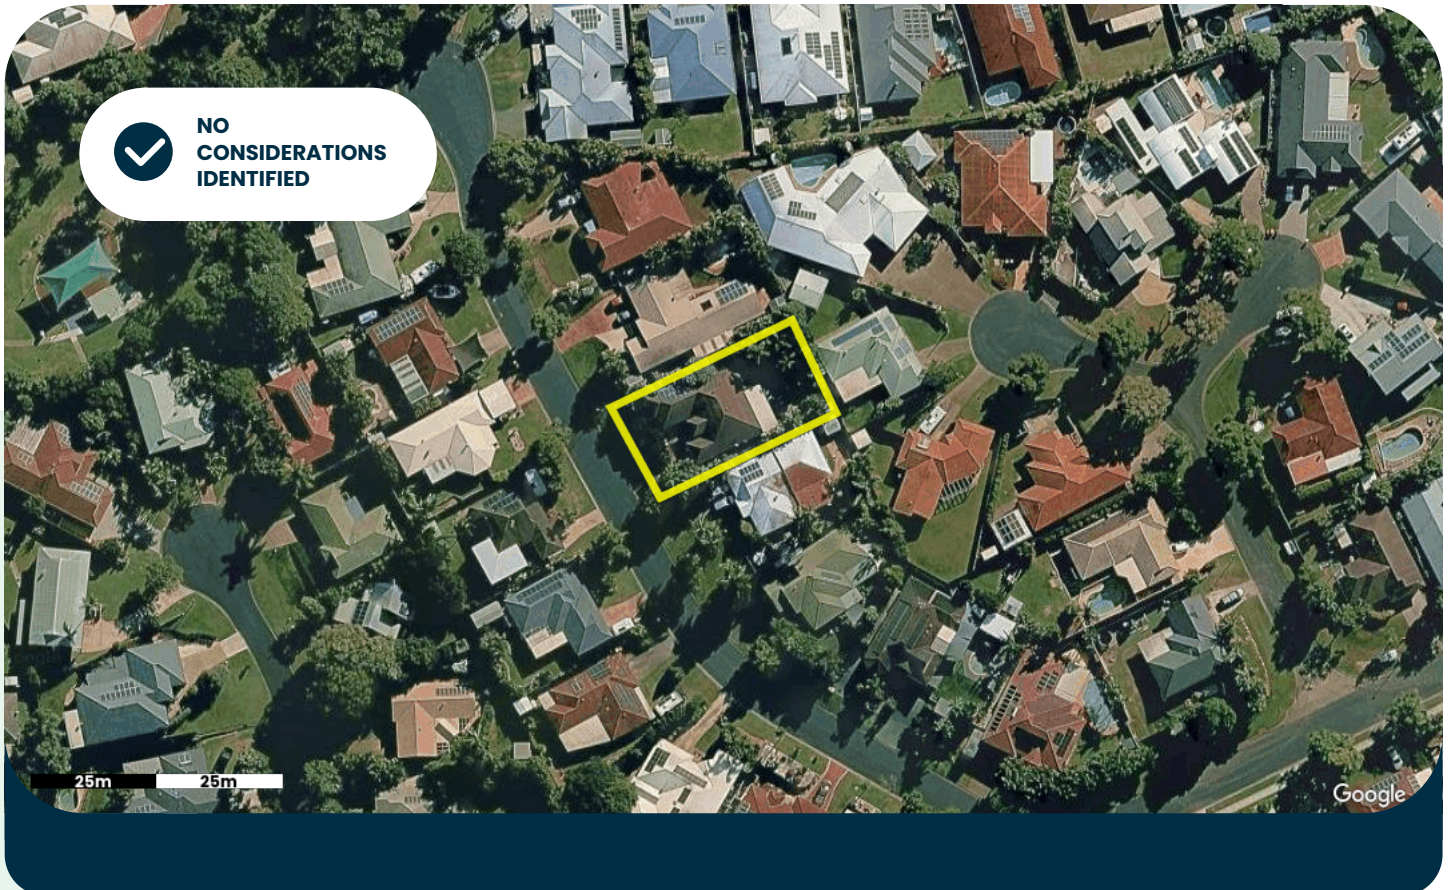 NO
CONSIDERATIONS
IDENTIFIED
25m 25m
Google